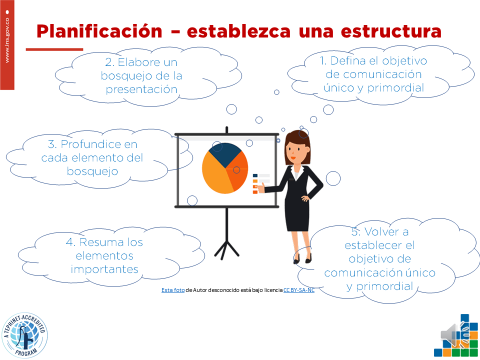 www.ins.gov.co
Planificación – establezca una estructura
2. Elabore un
bosquejo de la
presentación
1. Defina el objetivo
de comunicación
único y primordial
3. Profundice en
cada elemento del
bosquejo
4. Resuma los
elementos
importantes
5. Volver a
establecer el
objetivo de
comunicación único
y primordial
Esta foto de Autor desconocido está bajo licencia CC BY-SA-NC
A TEPHINET ACCREDITED
PROGRAM